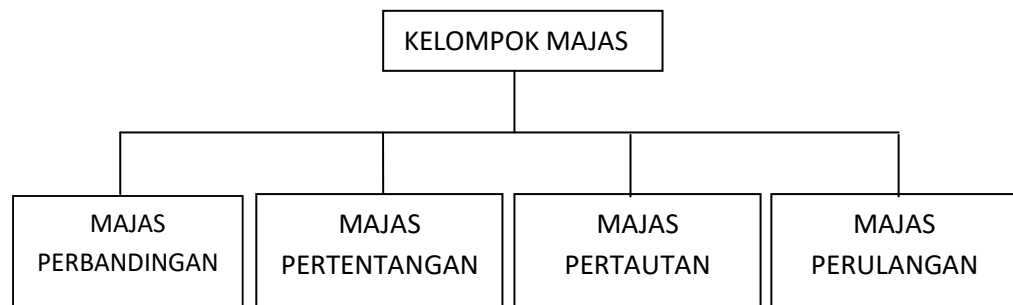 KELOMPOK MAJAS
MAJAS
PERBANDINGAN
MAJAS
PERTENTANGAN
MAJAS
PERTAUTAN
MAJAS
PERULANGAN